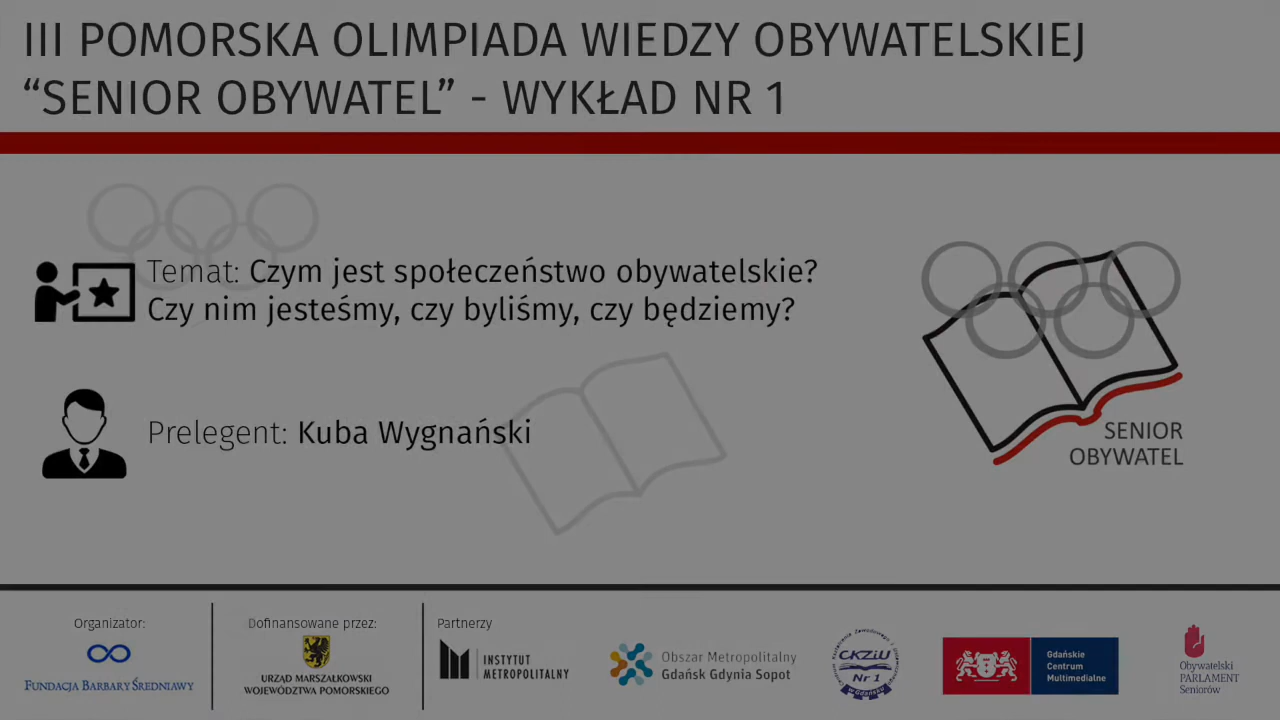 III POMORSKA OLIMPIADA WIEDZY OBYWATELSKIEJ
“SENIOR OBYWATEL” - WYKŁAD NR 1
Temat: Czym jest społeczeństwo obywatelskie?
Czy nim jesteśmy, czy byliśmy, czy będziemy?
Prelegent: Kuba Wygnański
SENIOR
OBYWATEL
Organizator:
FUNDACJA BARBARY ŚREDNIAWY
Dofinansowane przez:
URZĄD MARSZAŁKOWSKI
WOJEWÓDZTWA POMORSKIEGO
Partnerzy
INSTYTUT
METROPOLITALNY
Obszar Metropolitalny
Gdańsk Gdynia Sopot
CKZiU
Nr 1
w Gdańsku
Gdańskie
Centrum
Multimedialne
Obywatelski
PARLAMENT
Seniorów